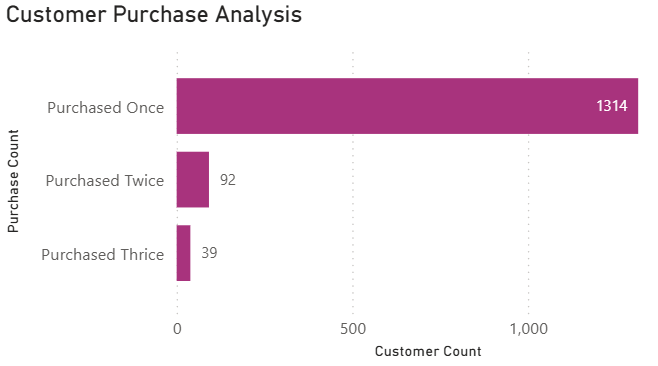 Customer Purchase Analysis
Purchase Count
Purchased Once
1314
Purchased Twice
92
Purchased Thrice
39
0
500
1,000
Customer Count